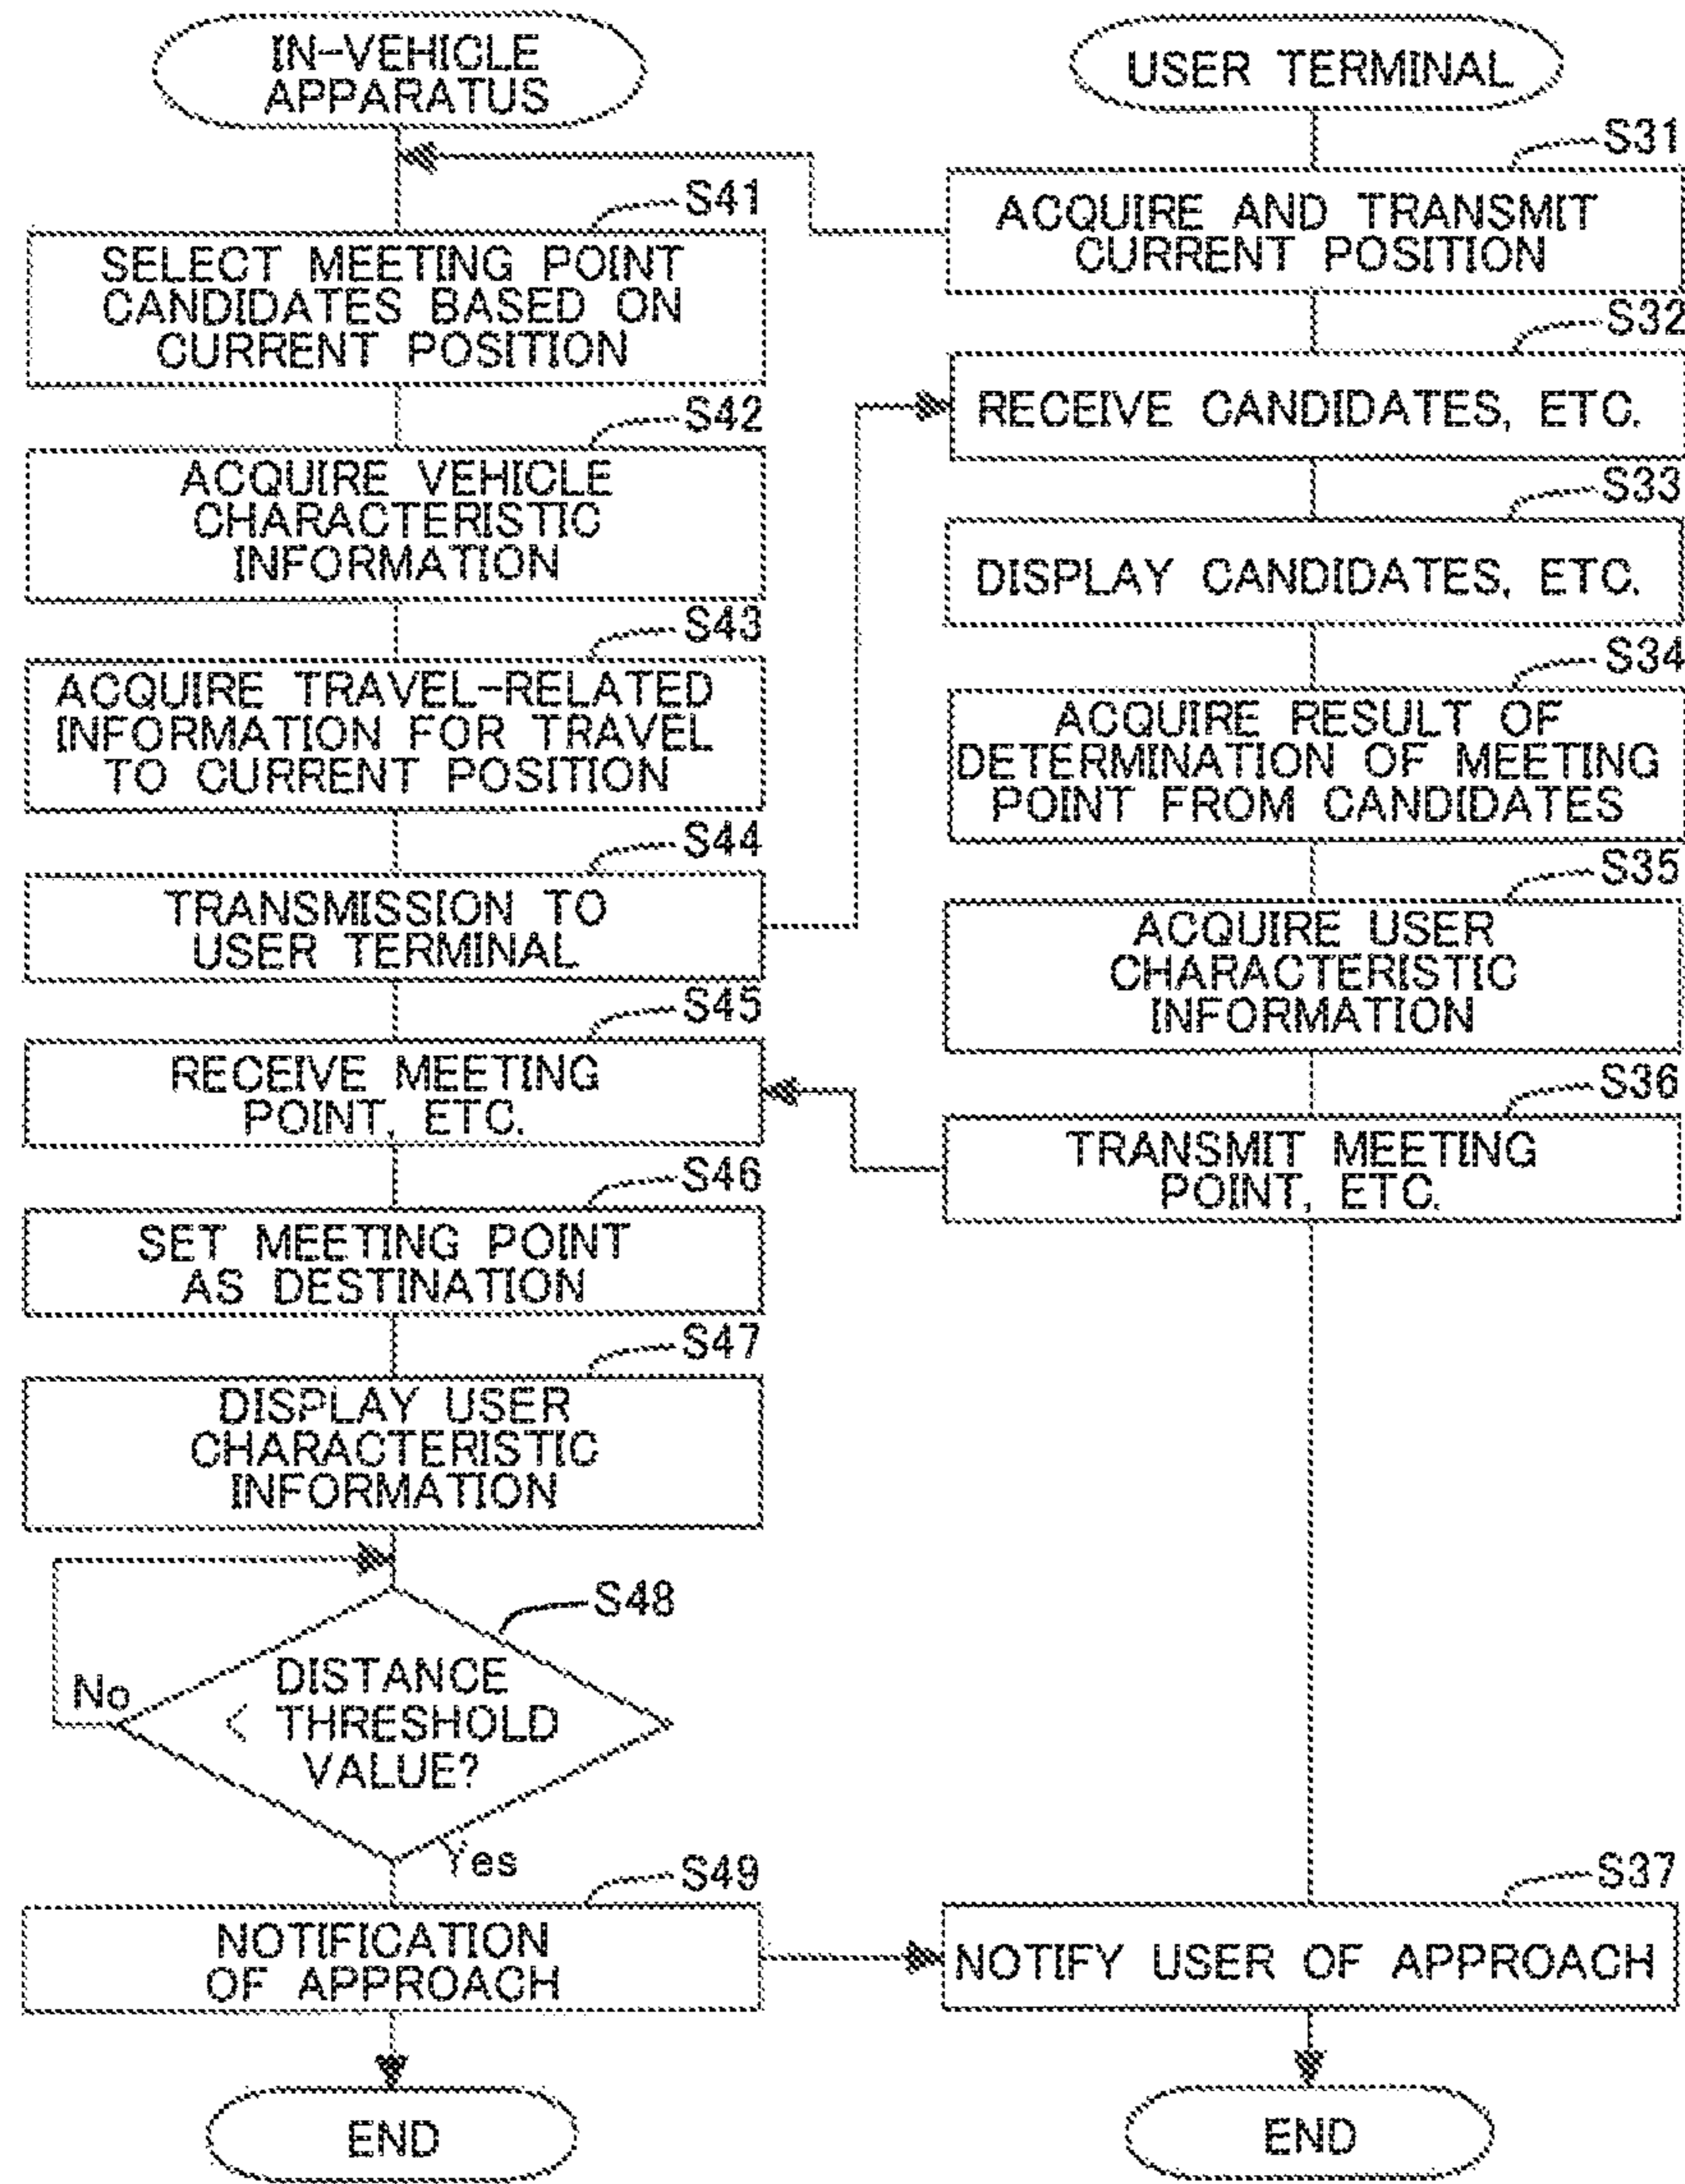 IN-VEHICLE
APPARATUS
S41
SELECT MEETING POINT
CANDIDATES BASED ON
CURRENT POSITION
S42
ACQUIRE VEHICLE
CHARACTERISTIC
INFORMATION
S43
ACQUIRE TRAVEL-RELATED
INFORMATION FOR TRAVEL
TO CURRENT POSITION
S44
TRANSMISSION TO
USER TERMINAL
S45
RECEIVE MEETING
POINT, ETC.
S46
SET MEETING POINT
AS DESTINATION
S47
DISPLAY USER
CHARACTERISTIC
INFORMATION
S48
DISTANCE
< THRESHOLD
VALUE?
No
Yes
S49
NOTIFICATION
OF APPROACH
END
USER TERMINAL
S31
ACQUIRE AND TRANSMIT
CURRENT POSITION
S32
RECEIVE CANDIDATES, ETC.
S33
DISPLAY CANDIDATES, ETC.
S34
ACQUIRE RESULT OF
DETERMINATION OF MEETING
POINT FROM CANDIDATES
S35
ACQUIRE USER
CHARACTERISTIC
INFORMATION
S36
TRANSMIT MEETING
POINT, ETC.
S37
NOTIFY USER OF APPROACH
END